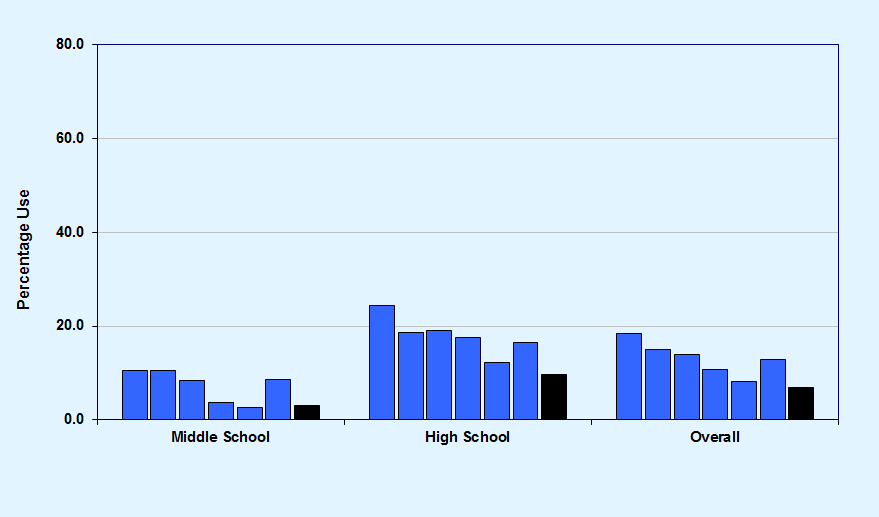 80.0
60.0
40.0
20.0
0.0
Percentage Use
Middle School
High School
Overall